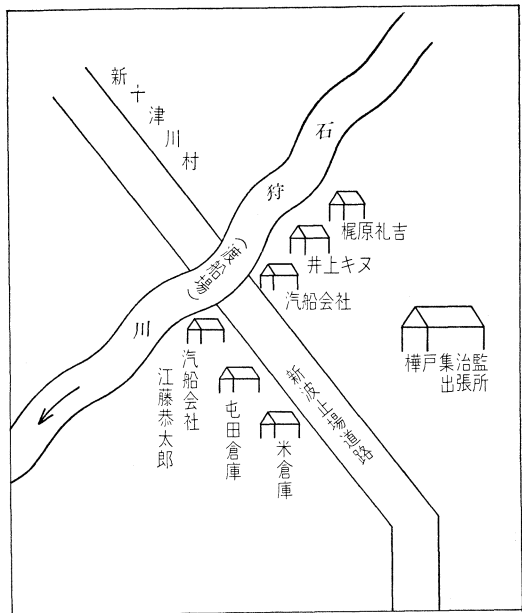 新十津川村
石狩川
(渡船場)
梶原礼吉
井上キヌ
汽船会社
樺戸集治監
出張所
新波止場道路
汽船会社
江藤恭太郎
屯田倉庫
米倉庫